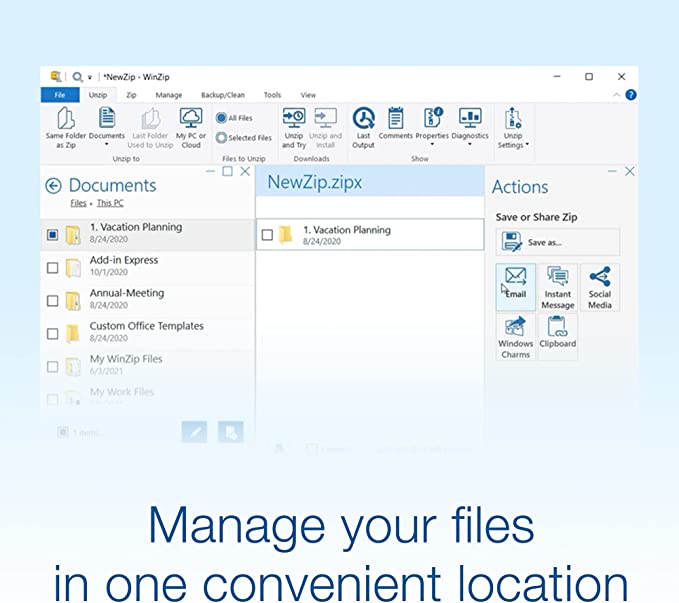 *NewZip - WinZip
File Unzip Zip Manage Backup/Clean Tools View
Same Folder as Zip
Documents
Last Folder Used to Unzip
My PC or Cloud
All Files
Selected Files
Unzip and Try
Unzip and Install
Last Output
Comments
Properties
Diagnostics
Unzip Settings
Unzip to
Files to Unzip
Downloads
Show
Documents
Files
This PC
1. Vacation Planning
8/24/2020
Add-in Express
10/1/2020
Annual-Meeting
8/24/2020
Custom Office Templates
8/24/2020
My WinZip Files
6/3/2021
My Work Files
NewZip.zipx
1. Vacation Planning
8/24/2020
Actions
Save or Share Zip
Save as...
Email
Instant Message
Social Media
Windows Charms
Clipboard
Manage your files
in one convenient location